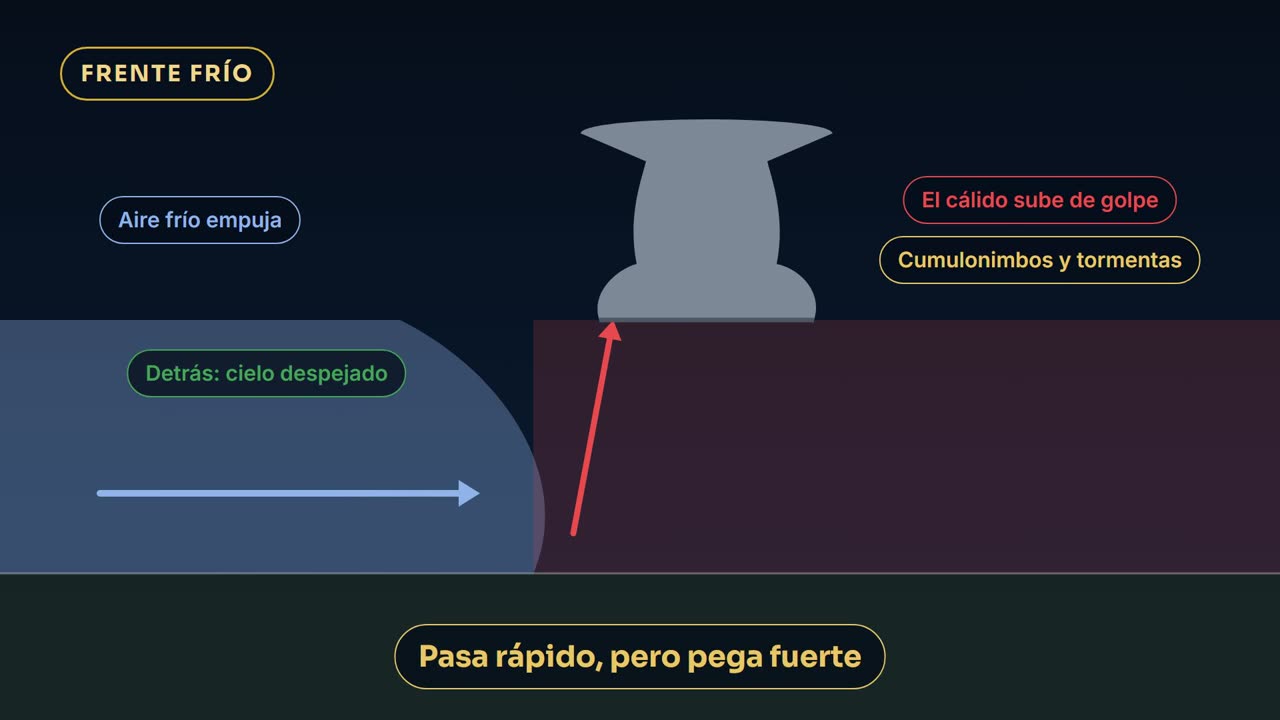 FRENTE FRÍO
Aire frío empuja
El cálido sube de golpe
Cumulonimbos y tormentas
Detrás: cielo despejado
Pasa rápido, pero pega fuerte